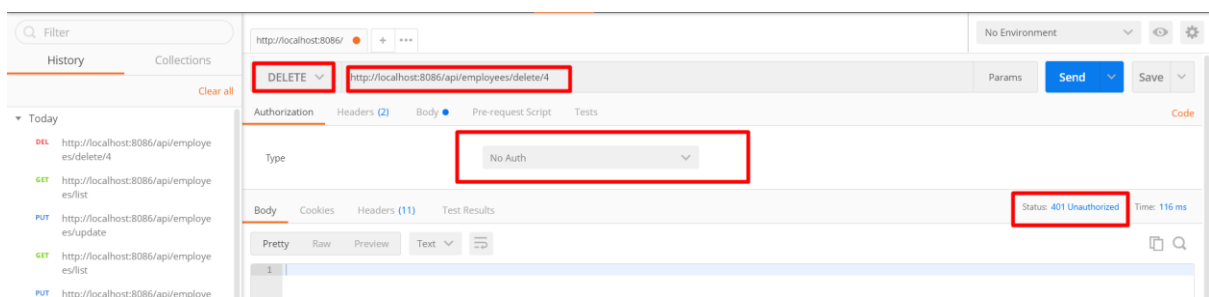 Filter
History Collections
Clear all
Today
DEL http://localhost:8086/api/employe
es/delete/4
GET http://localhost:8086/api/employe
es/list
PUT http://localhost:8086/api/employe
es/update
GET http://localhost:8086/api/employe
es/list
PUT http://localhost:8086/api/employe
http://localhost:8086/ + •••
No Environment
DELETE http://localhost:8086/api/employees/delete/4 Params Send Save
Authorization Headers (2) Body Pre-request Script Tests Code
Type No Auth
Body Cookies Headers (11) Test Results Status: 401 Unauthorized Time: 116 ms
Pretty Raw Preview Text
1